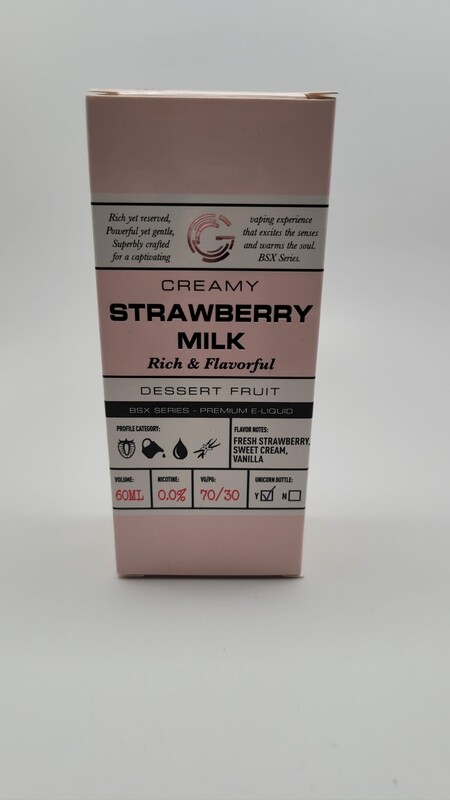 Rich yet reserved,
Powerful yet gentle,
Superbly crafted
for a captivating
G
vaping experience
that excites the senses
and warms the soul.
BSX Series.
CREAMY
STRAWBERRY
MILK
Rich & Flavorful
DESSERT FRUIT
BSX SERIES - PREMIUM E-LIQUID
PROFILE CATEGORY:
FLAVOR NOTES:
FRESH STRAWBERRY,
SWEET CREAM,
VANILLA
VOLUME:
60ML
NICOTINE:
0.0%
VG/PG:
70/30
UNICORN BOTTLE:
Y N